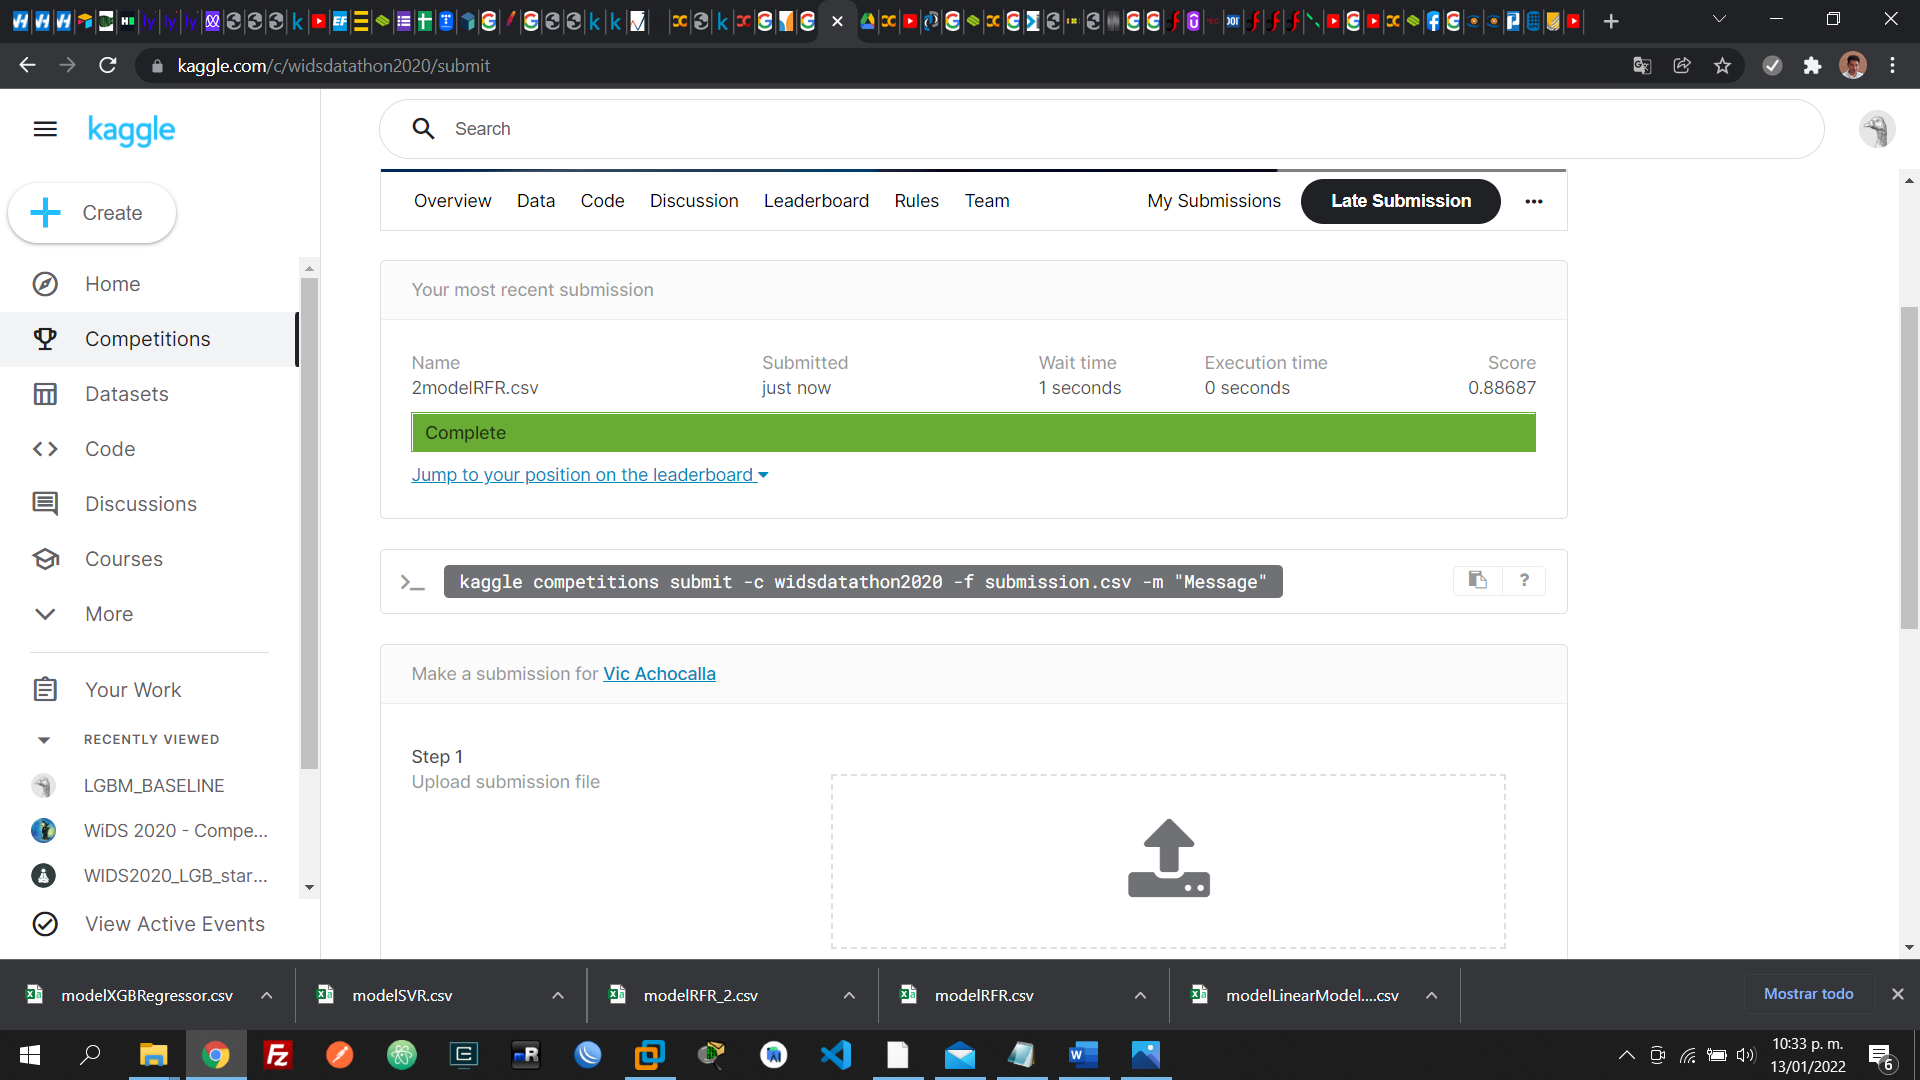 kaggle.com/c/widsdatathon2020/submit
kaggle
Search
Create
Overview Data Code Discussion Leaderboard Rules Team My Submissions Late Submission
Home
Competitions
Datasets
Code
Discussions
Courses
More
Your Work
RECENTLY VIEWED
LGBM_BASELINE
WiDS 2020 - Compe...
WIDS2020_LGB_star...
View Active Events
Your most recent submission
Name Submitted Wait time Execution time Score
2modelRFR.csv just now 1 seconds 0 seconds 0.88687
Complete
Jump to your position on the leaderboard
>_ kaggle competitions submit -c widsdatathon2020 -f submission.csv -m "Message" ?
Make a submission for Vic Achocalla
Step 1
Upload submission file
modelXGBRegressor.csv modelSVR.csv modelRFR_2.csv modelRFR.csv modelLinearModel....csv Mostrar todo
10:33 p. m.
13/01/2022
6